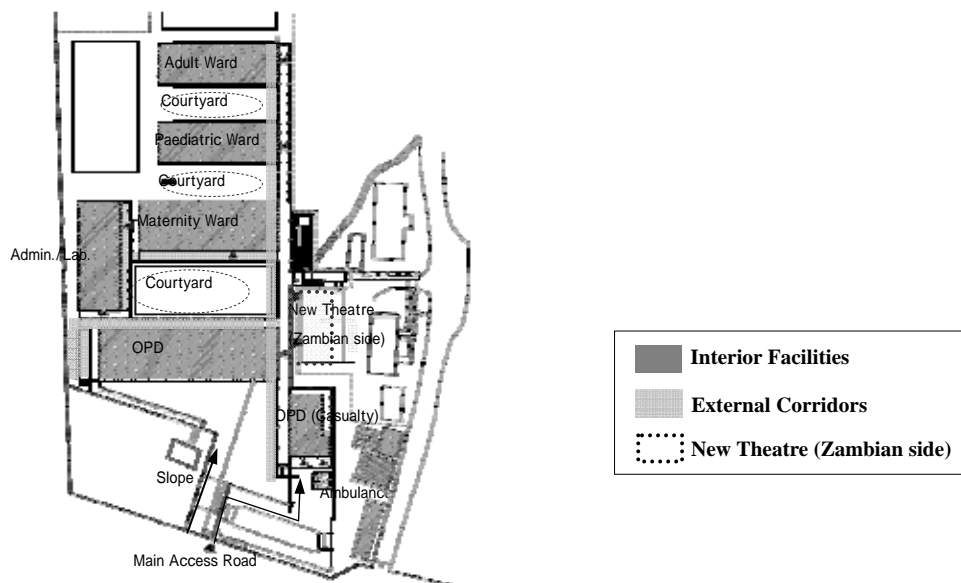 Adult Ward
Courtyard
Paediatric Ward
Courtyard
Maternity Ward
Admin./Lab.
Courtyard
New Theatre
(Zambian side)
OPD
OPD (Casualty)
Slope
Ambulance
Main Access Road
Interior Facilities
External Corridors
New Theatre (Zambian side)